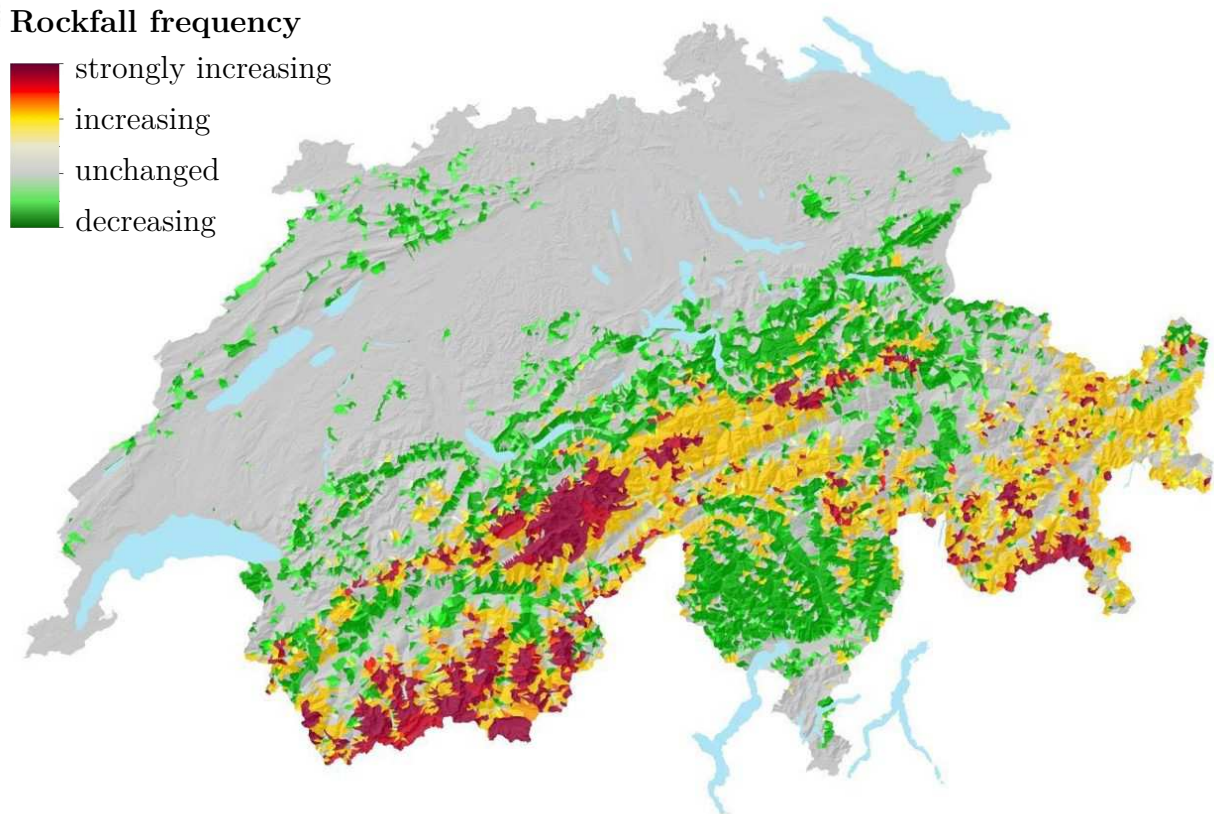 Rockfall frequency
strongly increasing
increasing
unchanged
decreasing